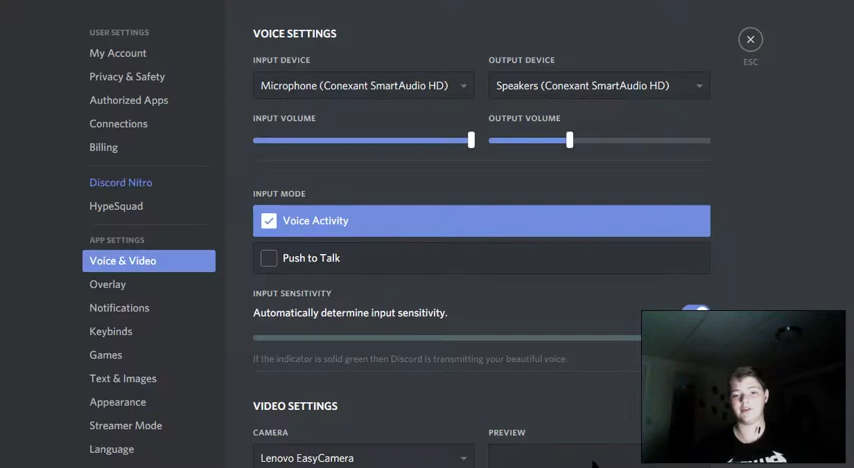 USER SETTINGS
My Account
Privacy & Safety
Authorized Apps
Connections
Billing
Discord Nitro
HypeSquad
APP SETTINGS
Voice & Video
Overlay
Notifications
Keybinds
Games
Text & Images
Appearance
Streamer Mode
Language
VOICE SETTINGS
INPUT DEVICE
Microphone (Conexant SmartAudio HD)
OUTPUT DEVICE
Speakers (Conexant SmartAudio HD)
INPUT VOLUME
OUTPUT VOLUME
INPUT MODE
Voice Activity
Push to Talk
INPUT SENSITIVITY
Automatically determine input sensitivity.
If the indicator is solid green then Discord is transmitting your beautiful voice.
VIDEO SETTINGS
CAMERA
Lenovo EasyCamera
PREVIEW
ESC